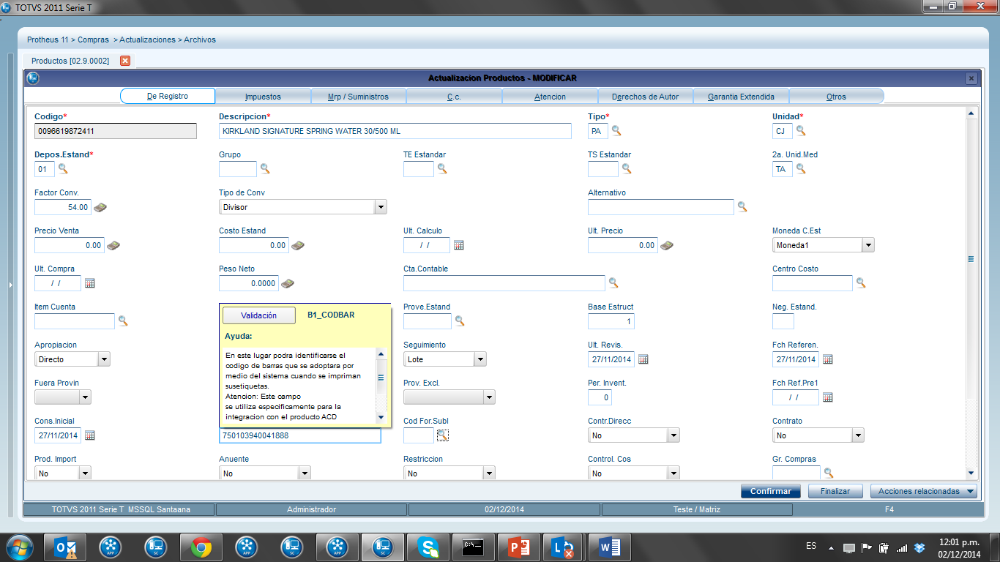 TOTVS 2011 Serie T
Protheus 11 > Compras > Actualizaciones > Archivos
Productos [02.9.0002]
Actualizacion Productos - MODIFICAR
De Registro Impuestos Mrp / Suministros C.c. Atencion Derechos de Autor Garantia Extendida Otros
Codigo* Descripcion* Tipo* Unidad*
0096619872411 KIRKLAND SIGNATURE SPRING WATER 30/500 ML PA CJ
Depos.Estand* Grupo TE Estandar TS Estandar 2a. Unid.Med
01 TA
Factor Conv. Tipo de Conv Alternativo
54.00 Divisor
Precio Venta Costo Estand Ult. Calculo Ult. Precio Moneda C.Est
0.00 0.00 / / 0.00 Moneda1
Ult. Compra Peso Neto Cta.Contable Centro Costo
/ / 0.0000
Item Cuenta Prove.Estand Base Estruct Neg. Estand.
Validación B1_CODBAR 1
Ayuda:
Apropiacion Seguimiento Ult. Revis. Fch Referen.
En este lugar podra identificarse el
Directo Lote 27/11/2014 27/11/2014
codigo de barras que se adoptara por
medio del sistema cuando se impriman
susetiquetas.
Fuera Provin Prov. Excl. Per. Invent. Fch Ref.Pre1
Atencion: Este campo
0 / /
se utiliza especificamente para la
integracion con el producto ACD
Cons.Inicial Cod For.Subl Contr.Direcc Contrato
27/11/2014 750103940041888 No No
Prod. Import Anuente Restriccion Control. Cos Gr. Compras
No No No No
Confirmar Finalizar Acciones relacionadas
TOTVS 2011 Serie T MSSQL Santaana Administrador 02/12/2014 Teste / Matriz F4
APP SC APP SC APP SC
ES 12:01 p.m.
02/12/2014